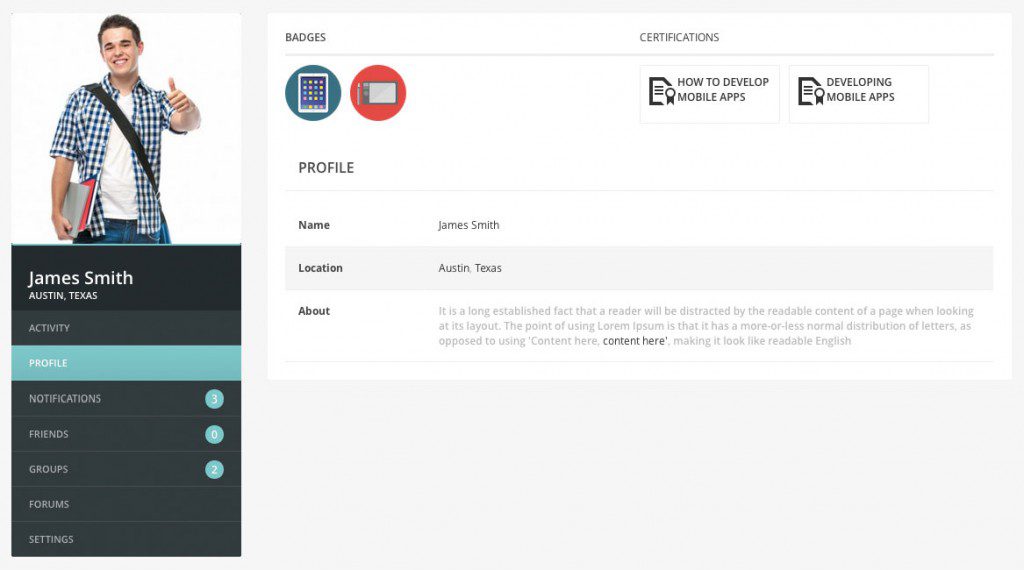 James Smith
AUSTIN, TEXAS
ACTIVITY
PROFILE
NOTIFICATIONS 3
FRIENDS 0
GROUPS 2
FORUMS
SETTINGS
BADGES
CERTIFICATIONS
HOW TO DEVELOP
MOBILE APPS
DEVELOPING
MOBILE APPS
PROFILE
Name James Smith
Location Austin, Texas
About It is a long established fact that a reader will be distracted by the readable content of a page when looking
at its layout. The point of using Lorem Ipsum is that it has a more-or-less normal distribution of letters, as
opposed to using 'Content here, content here', making it look like readable English